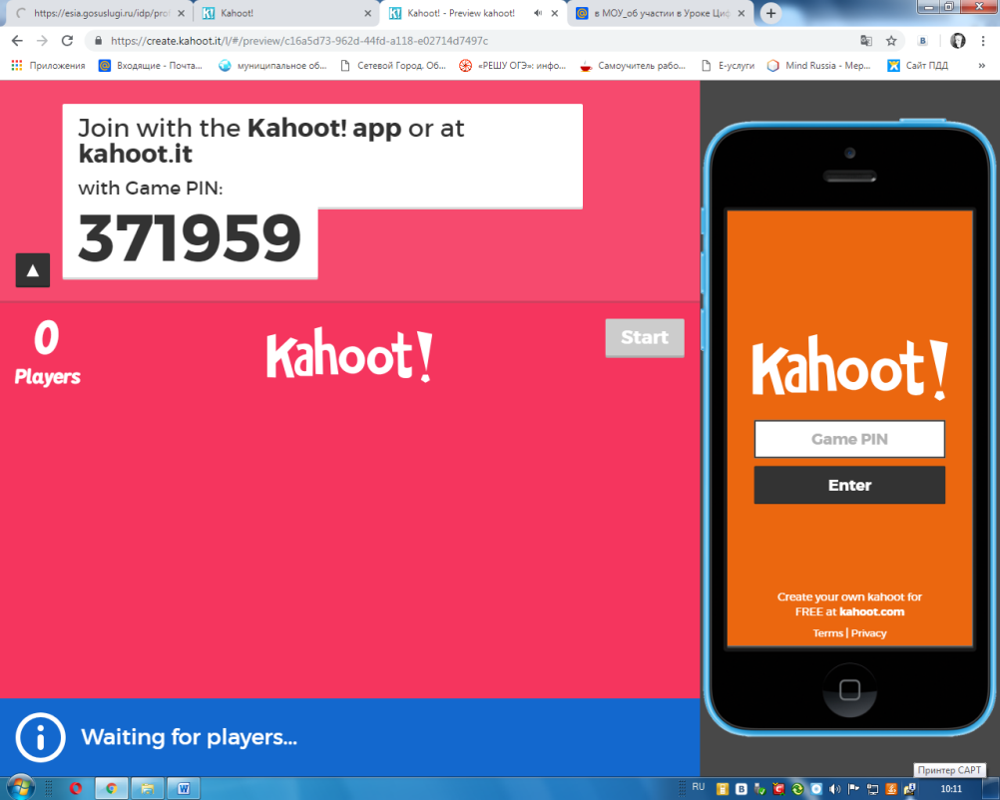 https://esia.gosuslugi.ru/idp/prol
Kahoot!
Kahoot! - Preview kahoot!
в МОУ_об участии в Уроке Циф
https://create.kahoot.it/l/#/preview/c16a5d73-962d-44fd-a118-e02714d7497c
Приложения
Входящие - Почта...
муниципальное об...
Сетевой Город. Об...
«РЕШУ ОГЭ»: инфо...
Самоучитель рабо...
Е-услуги
Mind Russia - Мер...
Сайт ПДД
»
Join with the Kahoot! app or at
kahoot.it
with Game PIN:
371959
0
Players
Kahoot!
Start
Waiting for players...
Kahoot!
Game PIN
Enter
Create your own kahoot for
FREE at kahoot.com
Terms | Privacy
Принтер CAPT
RU
10:11